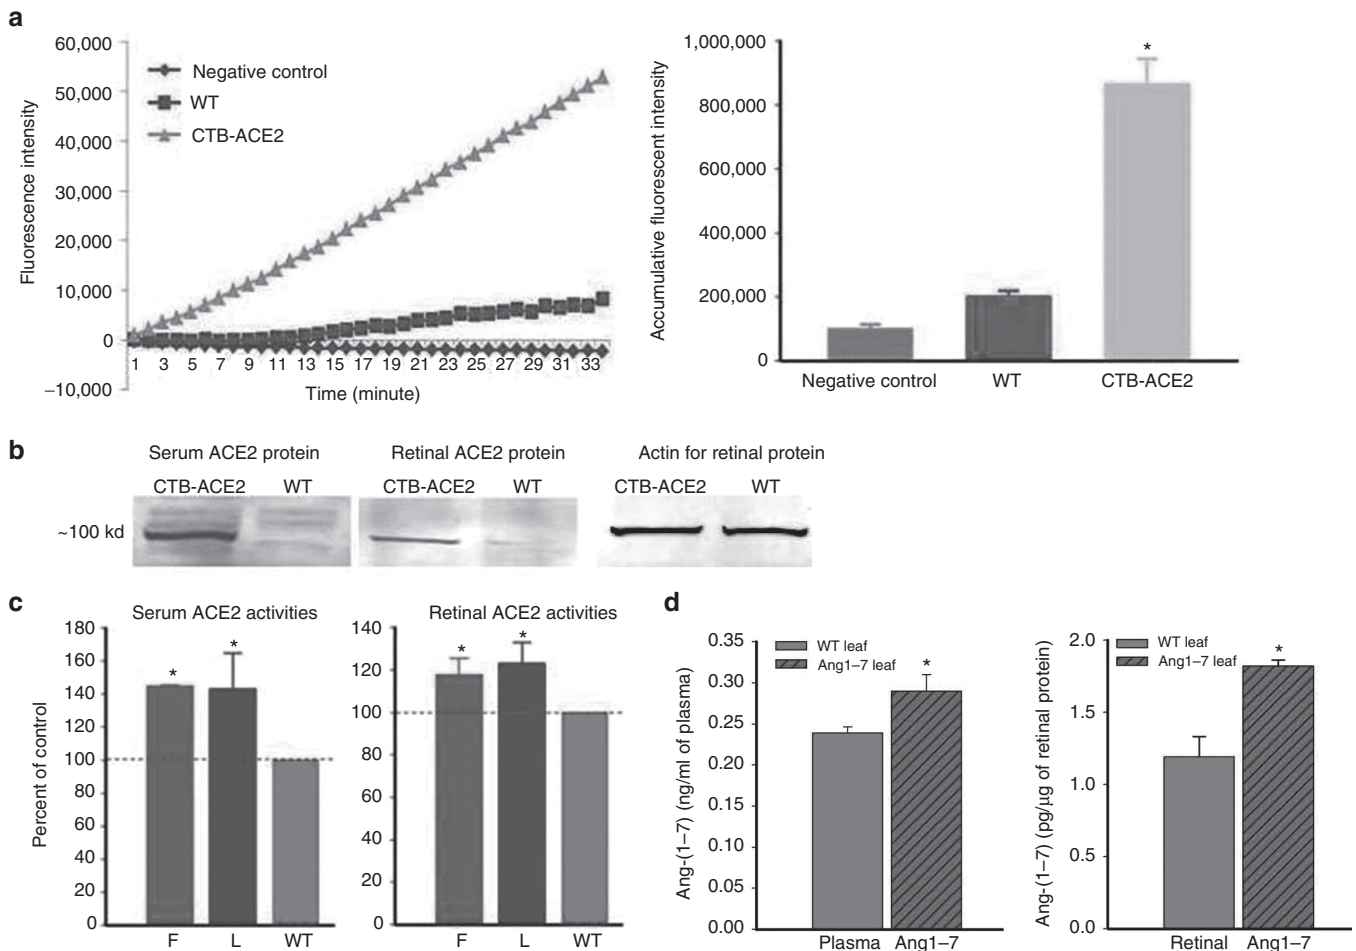 a
60,000
50,000
40,000
30,000
20,000
10,000
0
−10,000
Fluorescence intensity
Negative control
WT
CTB-ACE2
1 3 5 7 9 11 13 15 17 19 21 23 25 27 29 31 33
Time (minute)
1,000,000
800,000
600,000
400,000
200,000
0
Accumulative fluorescent intensity
*
Negative control WT CTB-ACE2
b
Serum ACE2 protein Retinal ACE2 protein Actin for retinal protein
CTB-ACE2 WT CTB-ACE2 WT CTB-ACE2 WT
~100 kd
c
Serum ACE2 activities
180
160
140
120
100
80
60
40
20
0
Percent of control
* *
F L WT
Retinal ACE2 activities
140
120
100
80
60
40
20
0
* *
F L WT
d
0.35
0.30
0.25
0.20
0.15
0.10
0.05
0.00
Ang-(1–7) (ng/ml of plasma)
WT leaf
Ang1–7 leaf
*
Plasma Ang1–7
2.0
1.5
1.0
0.5
0.0
Ang-(1–7) (pg/μg of retinal protein)
WT leaf
Ang1–7 leaf
*
Retinal Ang1–7